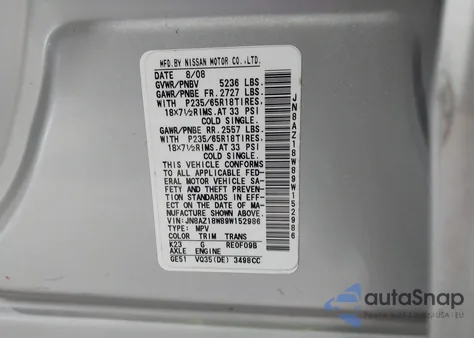 MFD. BY NISSAN MOTOR CO.,LTD.
DATE 8/08
GVWR/PNBV 5236 LBS.
GAWR/PNBE FR. 2727 LBS.
WITH P235/65R18TIRES.
18X7½RIMS.AT 33 PSI
COLD SINGLE.
GAWR/PNBE RR. 2557 LBS.
WITH P235/65R18TIRES.
18X7½RIMS.AT 33 PSI
COLD SINGLE.
THIS VEHICLE CONFORMS
TO ALL APPLICABLE FED-
ERAL MOTOR VEHICLE SA-
FETY AND THEFT PREVEN-
TION STANDARDS IN EFF-
ECT ON THE DATE OF MA-
NUFACTURE SHOWN ABOVE.
VIN: JN8AZ18W89W152986
TYPE: MPV
COLOR TRIM TRANS
K23 G RE0F09B
AXLE ENGINE
GE51 VQ35(DE) 3498CC
JN8AZ18W89W152986
autaSnap